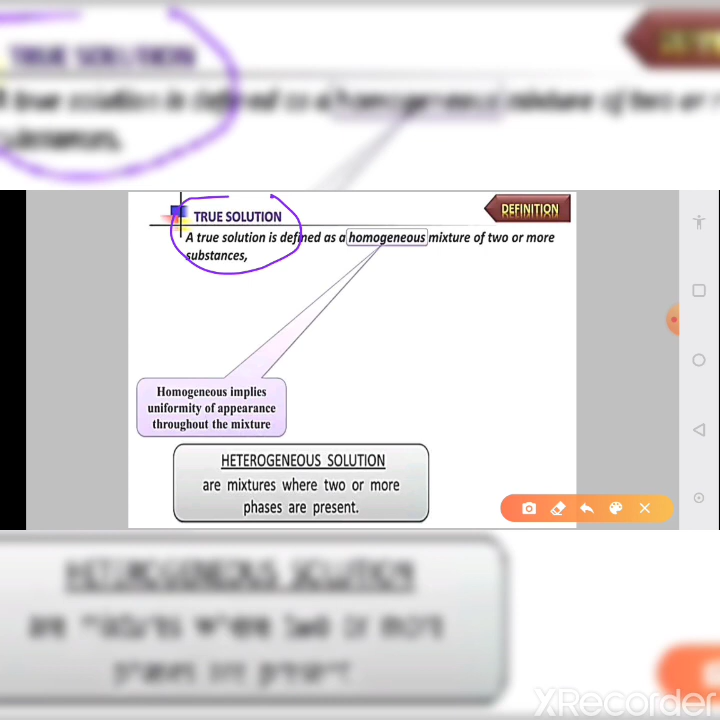 TRUE SOLUTION
DEFINITION
A true solution is defined as a homogeneous mixture of two or more
substances,
Homogeneous implies
uniformity of appearance
throughout the mixture
HETEROGENEOUS SOLUTION
are mixtures where two or more
phases are present.
XRecorder